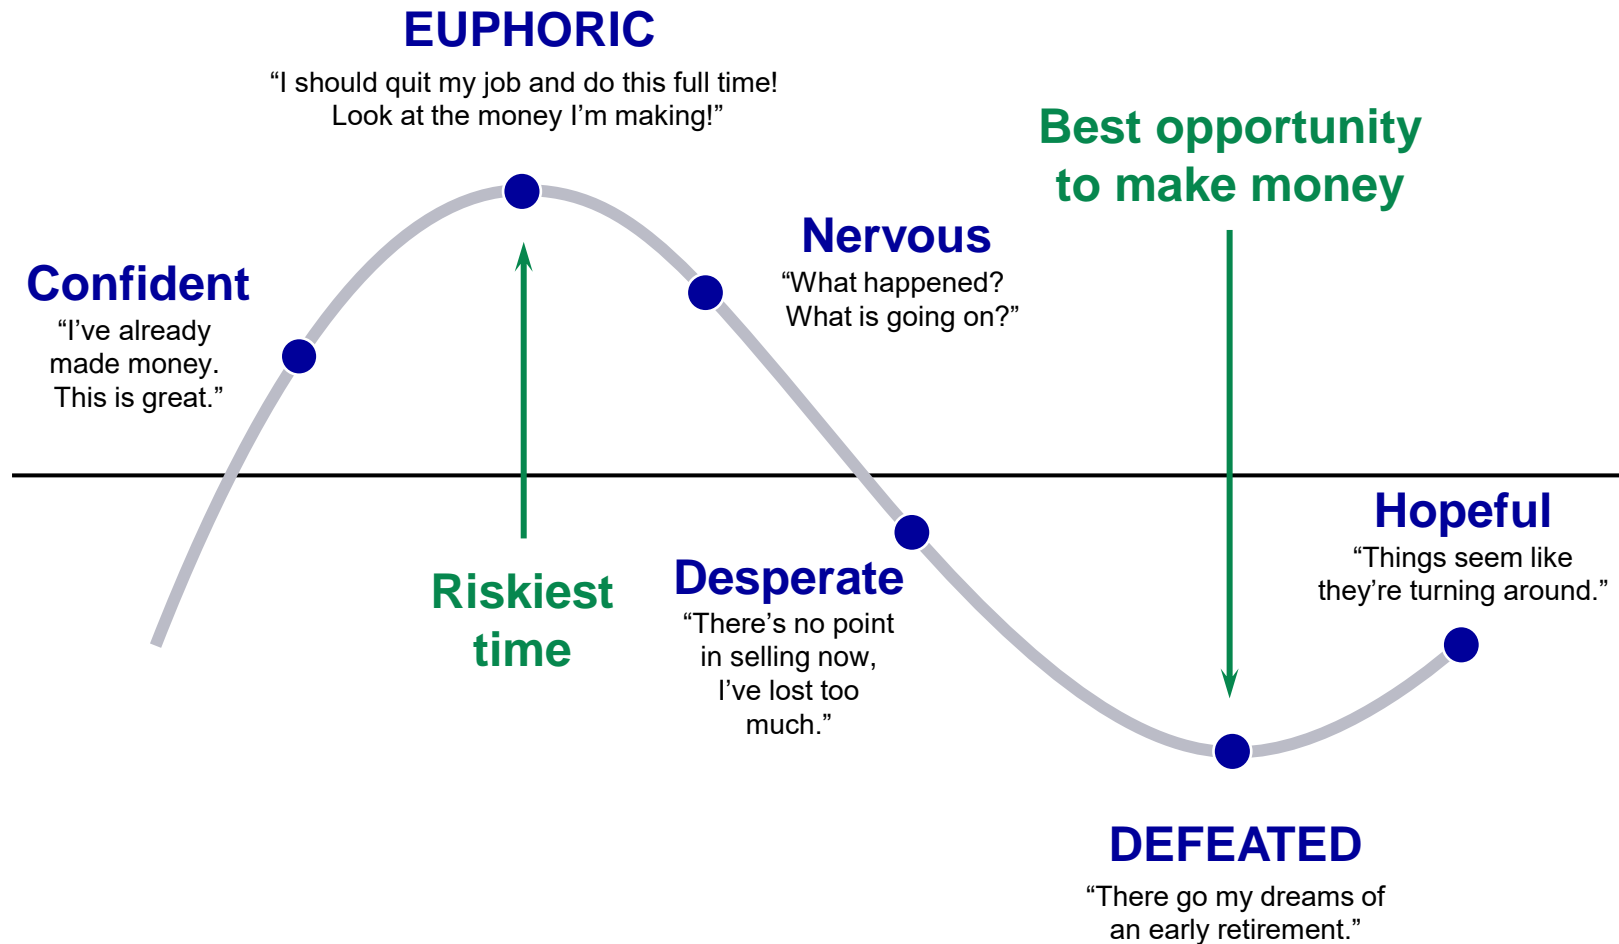 EUPHORIC
“I should quit my job and do this full time!
Look at the money I’m making!”
Best opportunity
to make money
Nervous
“What happened?
What is going on?”
Confident
“I’ve already
made money.
This is great.”
Hopeful
“Things seem like
they’re turning around.”
Riskiest
time
Desperate
“There’s no point
in selling now,
I’ve lost too
much.”
DEFEATED
“There go my dreams of
an early retirement.”